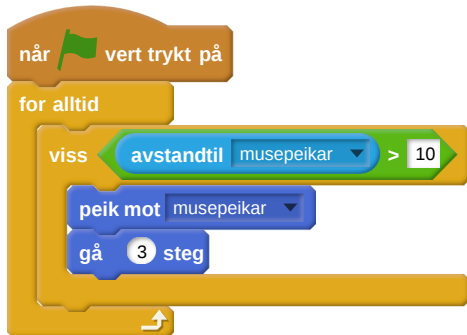 når vert trykt på
for alltid
viss avstandtil musepeikar > 10
peik mot musepeikar
gå 3 steg